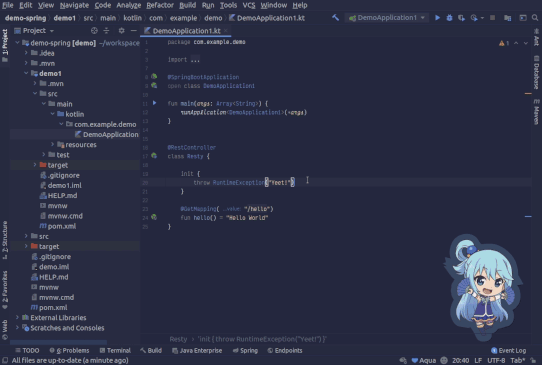 File Edit View Navigate Code Analyze Refactor Build Run Tools VCS Window Help
demo-spring demo1 src main kotlin com example demo DemoApplication1.kt DemoApplication1
Project DemoApplication1.kt
1: Project
demo-spring [demo] ~/workspace
.idea
.mvn
demo1
.mvn
src
main
kotlin
com.example.demo
DemoApplication
resources
test
target
.gitignore
demo1.iml
HELP.md
mvnw
mvnw.cmd
pom.xml
src
target
.gitignore
demo.iml
HELP.md
mvnw
mvnw.cmd
pom.xml
External Libraries
Scratches and Consoles
package com.example.demo
import ...
@SpringBootApplication
open class DemoApplication1
fun main(args: Array<String>) {
runApplication<DemoApplication1>(*args)
}
@RestController
class Resty {
init {
throw RuntimeException("Yeet!")
}
@GetMapping( "/hello")
fun hello() = "Hello World"
}
1
Ant
Database
Maven
Z: Structure
2: Favorites
Web
Resty init { throw RuntimeException("Yeet!") }
TODO 6: Problems Terminal Build Java Enterprise Spring Endpoints Event Log
All files are up-to-date (a minute ago) Aqua 20:40 LF UTF-8 Tab*